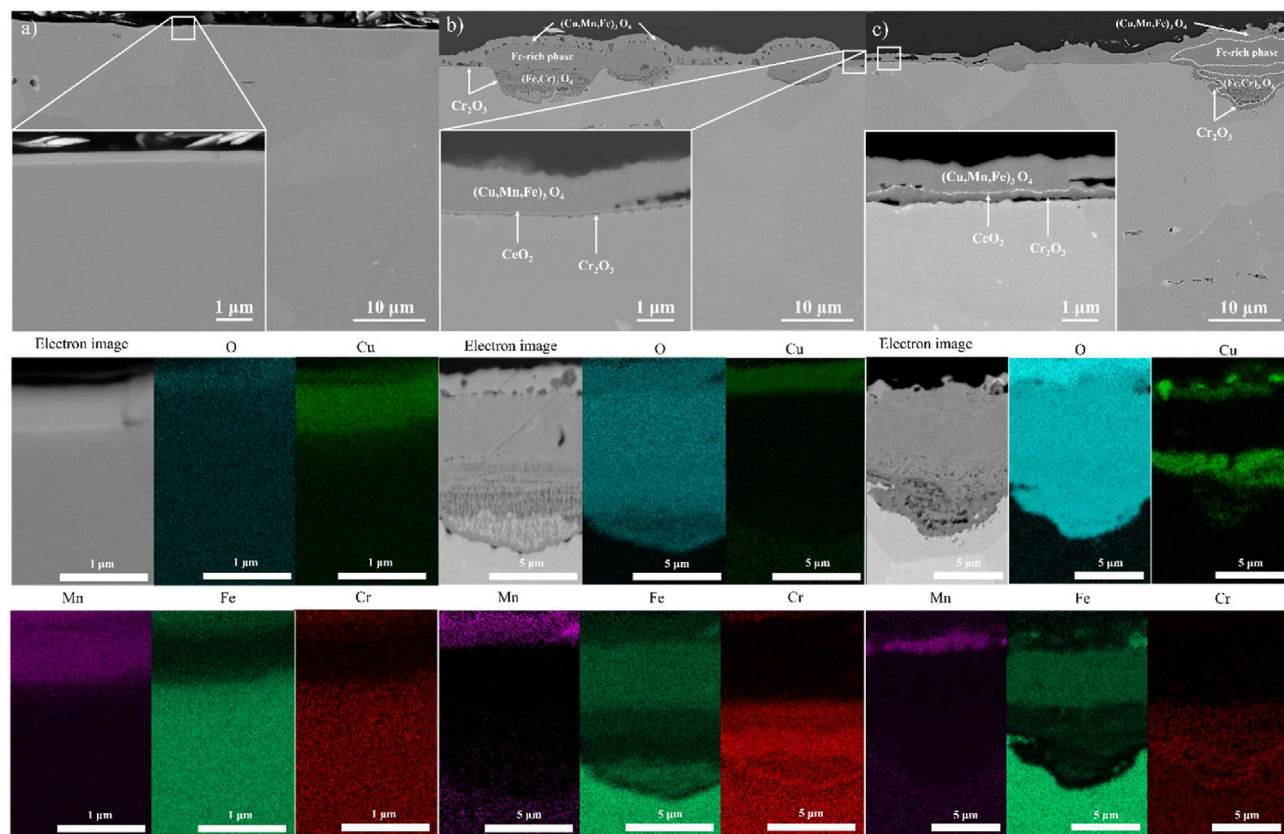 a)
1 µm
10 µm
b)
(Cu,Mn,Fe)₃O₄
Fe-rich phase
(Fe,Cr)₃O₄
Cr₂O₃
(Cu,Mn,Fe)₃O₄
CeO₂
Cr₂O₃
1 µm
10 µm
c)
(Cu,Mn,Fe)₃O₄
Fe-rich phase
(Fe,Cr)₃O₄
Cr₂O₃
(Cu,Mn,Fe)₃O₄
CeO₂
Cr₂O₃
1 µm
10 µm
Electron image
O
Cu
Electron image
O
Cu
Electron image
O
Cu
1 µm
1 µm
1 µm
5 µm
5 µm
5 µm
5 µm
5 µm
5 µm
Mn
Fe
Cr
Mn
Fe
Cr
Mn
Fe
Cr
1 µm
1 µm
1 µm
5 µm
5 µm
5 µm
5 µm
5 µm
5 µm